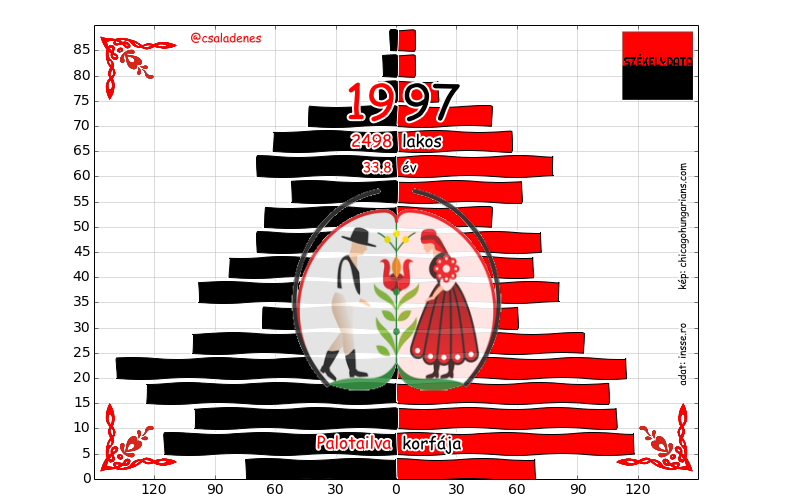 @csaladenes
SZÉKELYDATA
1997
2498 lakos
33.8 év
kép: chicagohungarians.com
adat: insse.ro
Palotailva korfája
85
80
75
70
65
60
55
50
45
40
35
30
25
20
15
10
5
0
120 90 60 30 0 30 60 90 120